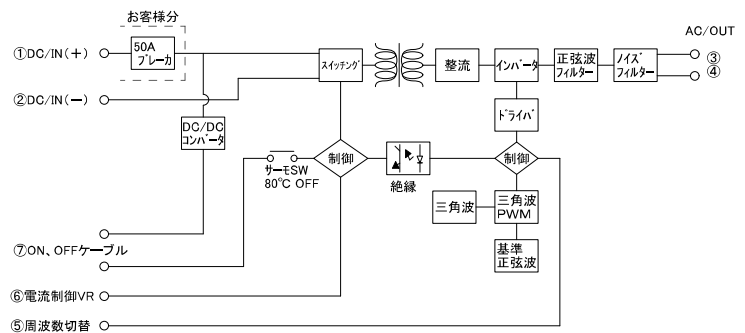 お客様分
AC/OUT
①DC/IN(＋)
50A
ブレーカ
スイッチング
整流
インバータ
正弦波
フィルター
ノイズ
フィルター
③
④
②DC/IN(－)
DC/DC
コンバータ
ドライバ
サーモSW
80℃ OFF
制御
絶縁
制御
三角波
三角波
PWM
基準
正弦波
⑦ON、OFFケーブル
⑥電流制御VR
⑤周波数切替